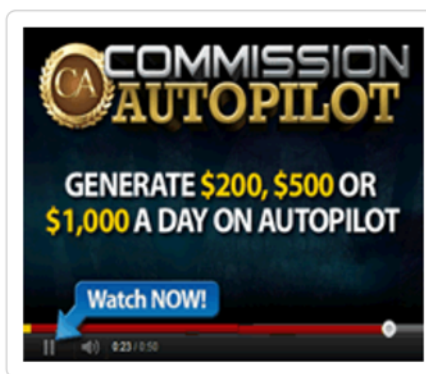 COMMISSION
CA AUTOPILOT
GENERATE $200, $500 OR
$1,000 A DAY ON AUTOPILOT
Watch NOW!
0:23 / 0:50